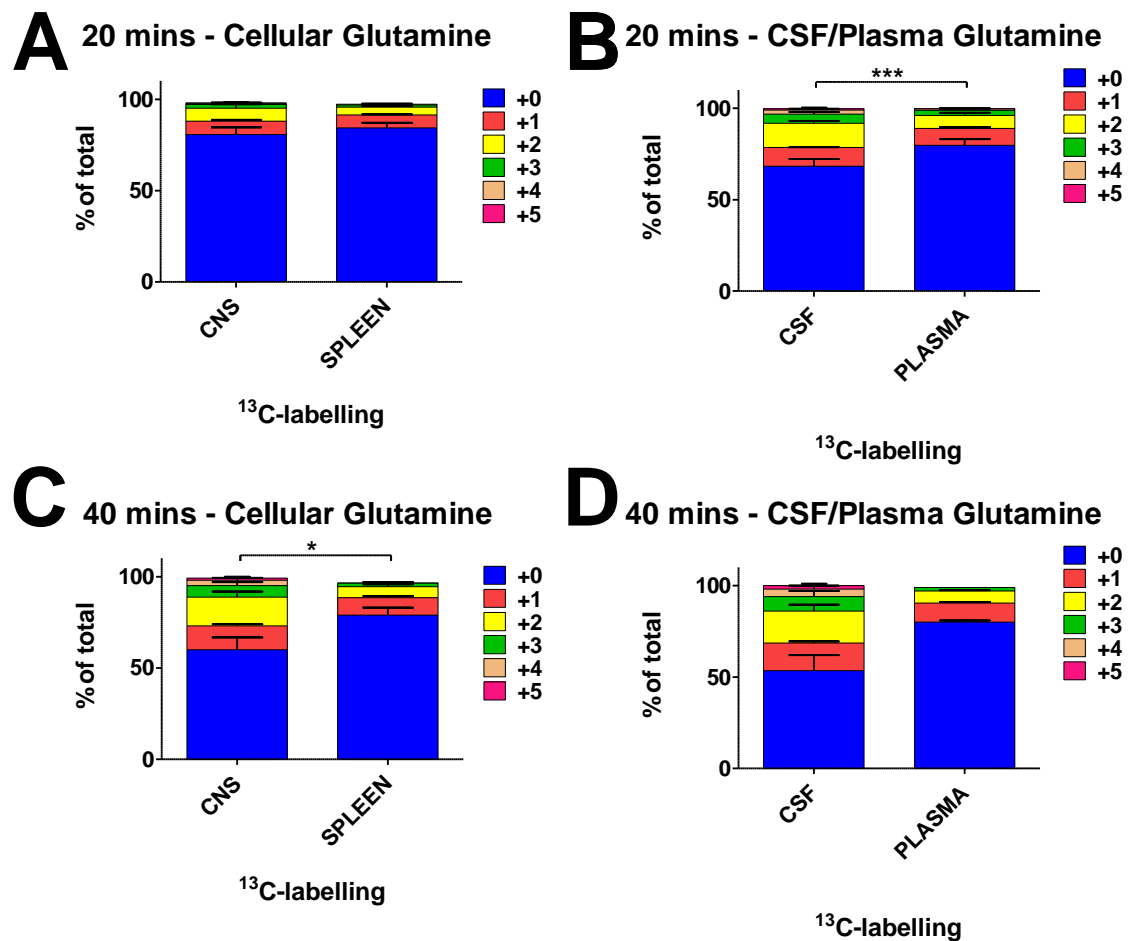 A
20 mins - Cellular Glutamine
100
50
0
% of total
CNS
SPLEEN
¹³C-labelling
+0
+1
+2
+3
+4
+5
B
20 mins - CSF/Plasma Glutamine
***
100
50
0
% of total
CSF
PLASMA
¹³C-labelling
+0
+1
+2
+3
+4
+5
C
40 mins - Cellular Glutamine
*
100
50
0
% of total
CNS
SPLEEN
¹³C-labelling
+0
+1
+2
+3
+4
+5
D
40 mins - CSF/Plasma Glutamine
100
50
0
% of total
CSF
PLASMA
¹³C-labelling
+0
+1
+2
+3
+4
+5